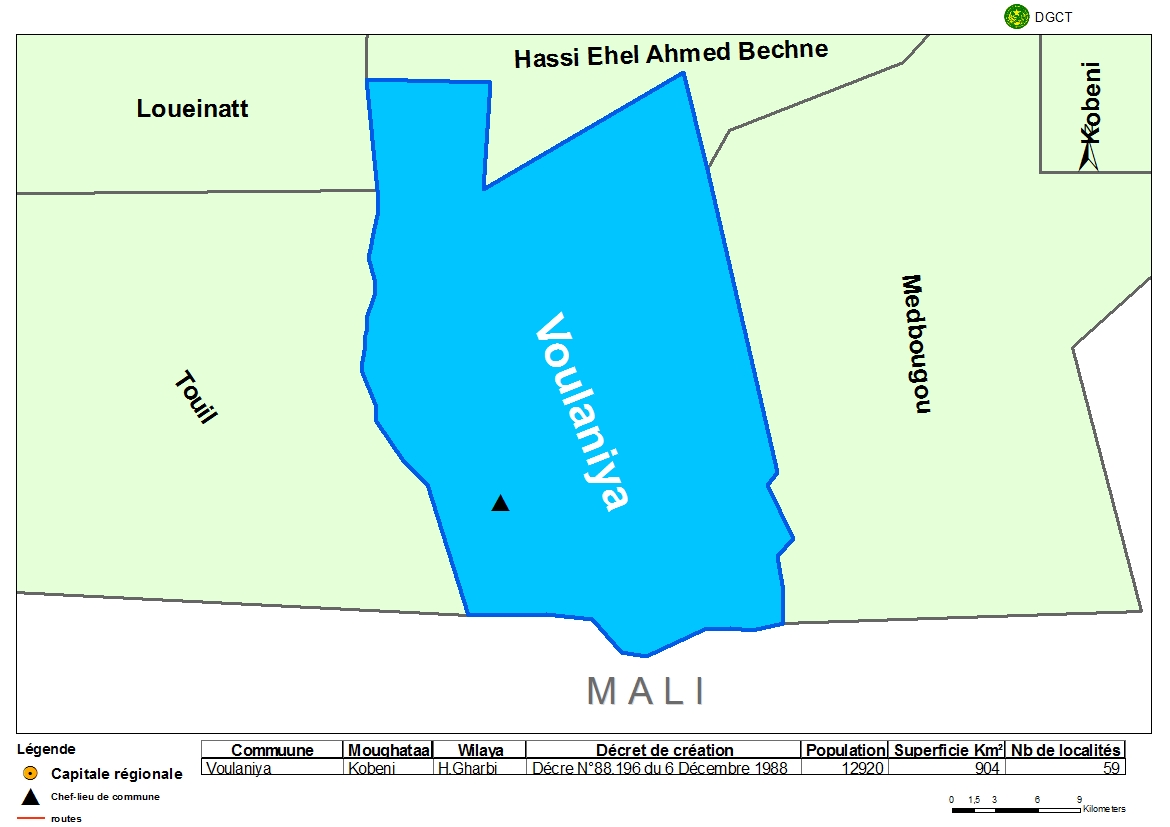 DGCT
Hassi Ehel Ahmed Bechne
Loueinatt
Kobeni
Medbougou
Voulaniya
Touil
MALI
Légende
Capitale régionale
Chef-lieu de commune
routes
Commuune Moughataa Wilaya Décret de création Population Superficie Km² Nb de localités
Voulaniya Kobeni H.Gharbi Décre N°88.196 du 6 Décembre 1988 12920 904 59
0 1,5 3 6 9
Kilometers